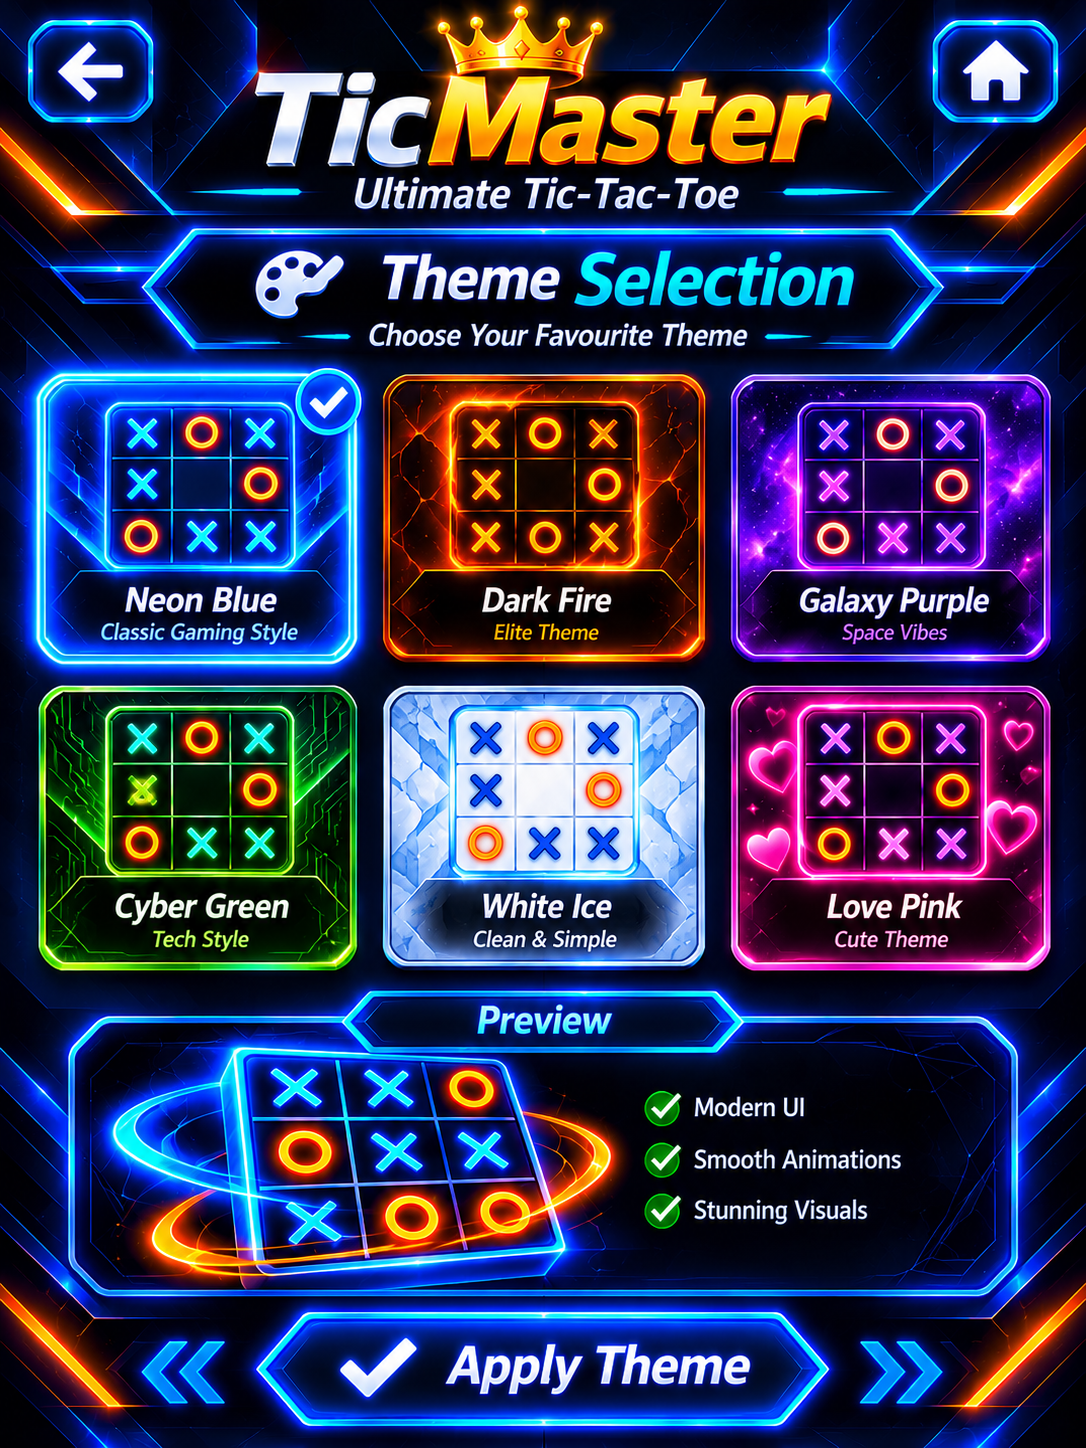 TicMaster
Ultimate Tic-Tac-Toe
Theme Selection
Choose Your Favourite Theme
X O X
X O
O X X
Neon Blue
Classic Gaming Style
X O X
X O
X O X
Dark Fire
Elite Theme
X O X
X O
O X X
Galaxy Purple
Space Vibes
X O X
X O
O X X
Cyber Green
Tech Style
X O X
X O
O X X
White Ice
Clean & Simple
X O X
X O
O X X
Love Pink
Cute Theme
Preview
X X O
O X X
X O O
Modern UI
Smooth Animations
Stunning Visuals
Apply Theme